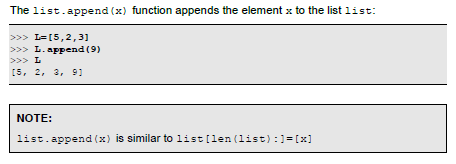 The list.append(x) function appends the element x to the list list:
>>> L=[5,2,3]
>>> L.append(9)
>>> L
[5, 2, 3, 9]
NOTE:
list.append(x) is similar to list[len(list):]=[x]